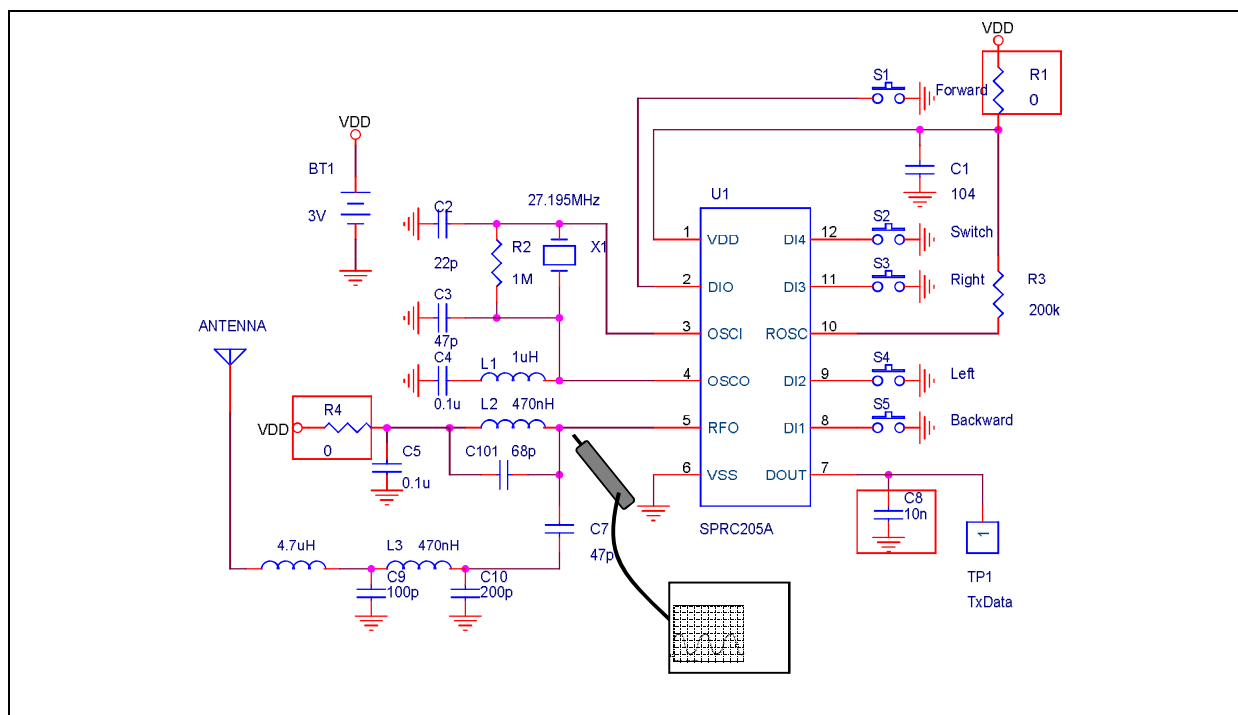 VDD
R1
0
S1
Forward
C1
104
VDD
BT1
3V
27.195MHz
C2
22p
R2
1M
X1
C3
47p
C4
0.1u
L1
1uH
U1
1
VDD
2
DIO
3
OSCI
4
OSCO
5
RFO
6
VSS
DI4
12
DI3
11
ROSC
10
DI2
9
DI1
8
DOUT
7
SPRC205A
S2
Switch
S3
Right
R3
200k
S4
Left
S5
Backward
ANTENNA
VDD
R4
0
L2
470nH
C5
0.1u
C101
68p
C7
47p
4.7uH
L3
470nH
C9
100p
C10
200p
C8
10n
1
TP1
TxData